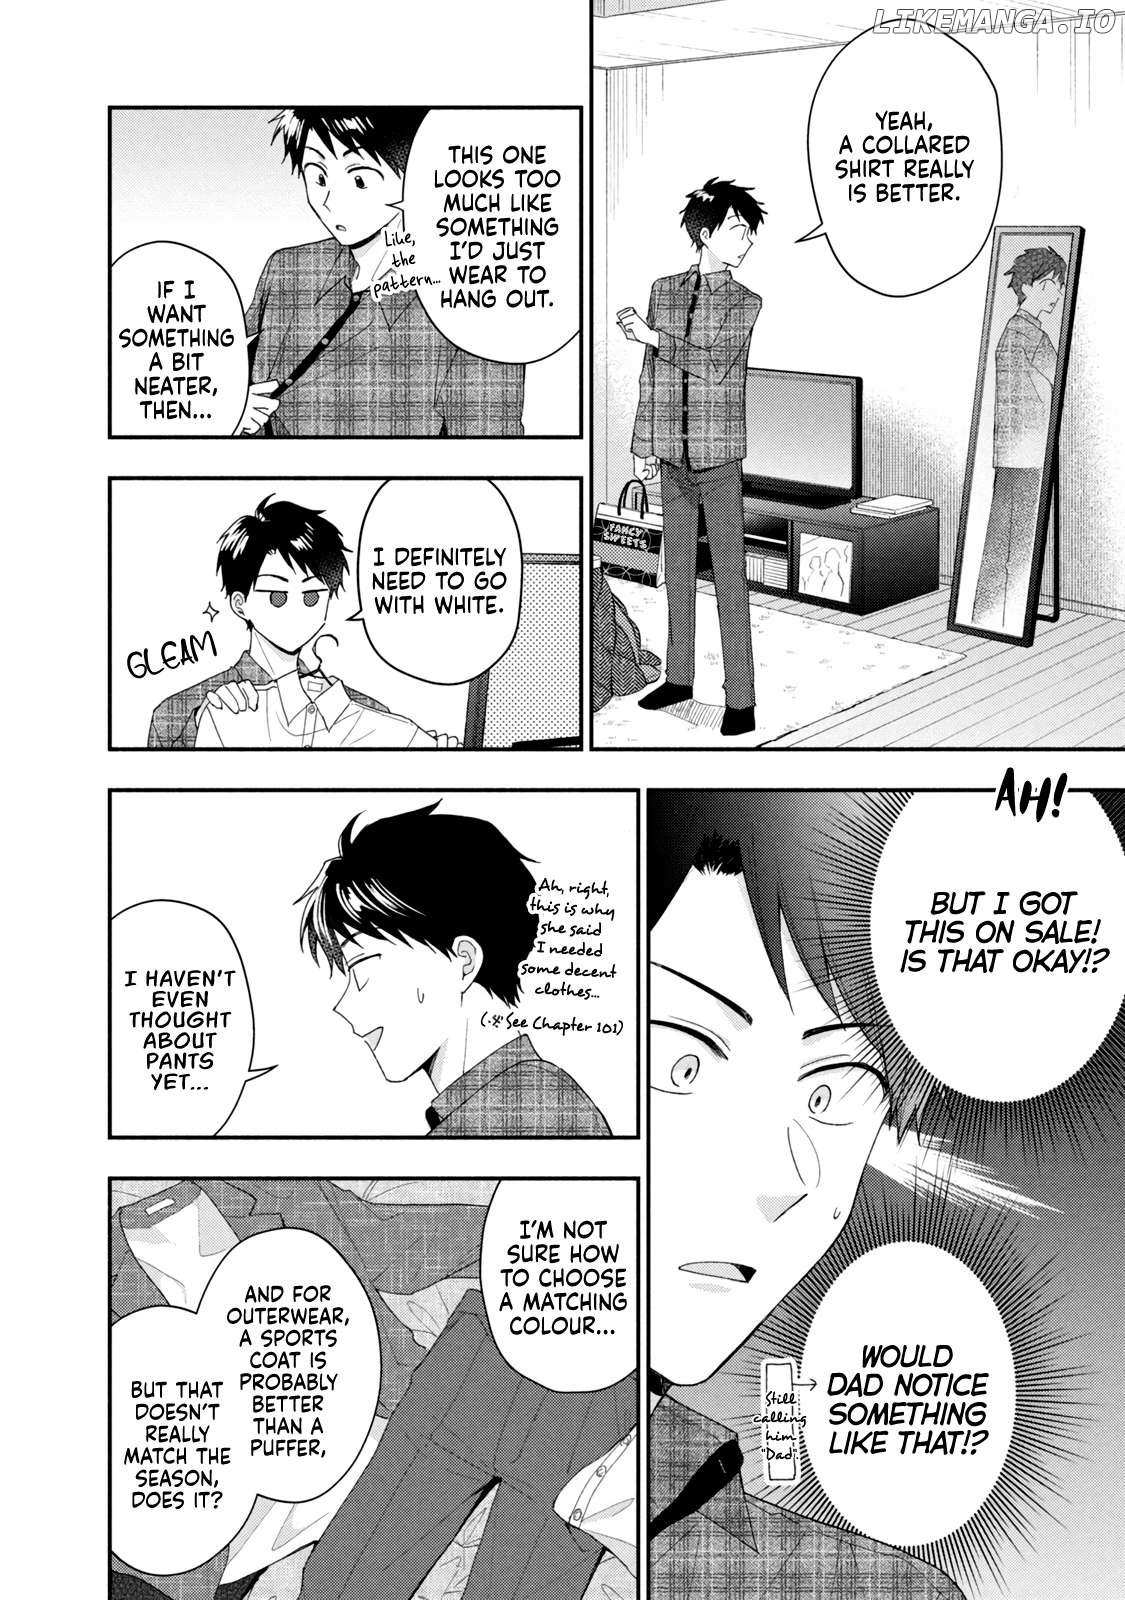 LIKEMANGA.IO
YEAH,
A COLLARED
SHIRT REALLY
IS BETTER.
FANCY
SWEETS
THIS ONE
LOOKS TOO
MUCH LIKE
SOMETHING
I'D JUST
WEAR TO
HANG OUT.
Like,
the
pattern...
IF I
WANT
SOMETHING
A BIT
NEATER,
THEN...
I DEFINITELY
NEED TO GO
WITH WHITE.
GLEAM
AH!
BUT I GOT
THIS ON SALE!
IS THAT OKAY!?
WOULD
DAD NOTICE
SOMETHING
LIKE THAT!?
Still
calling
him
"Dad".
Ah, right,
this is why
she said
I needed
some decent
clothes...
(※ See Chapter 101)
I HAVEN'T
EVEN
THOUGHT
ABOUT
PANTS
YET...
I'M NOT
SURE HOW
TO CHOOSE
A MATCHING
COLOUR...
AND FOR
OUTERWEAR,
A SPORTS
COAT IS
PROBABLY
BETTER
THAN A
PUFFER,
BUT THAT
DOESN'T
REALLY
MATCH THE
SEASON,
DOES IT?